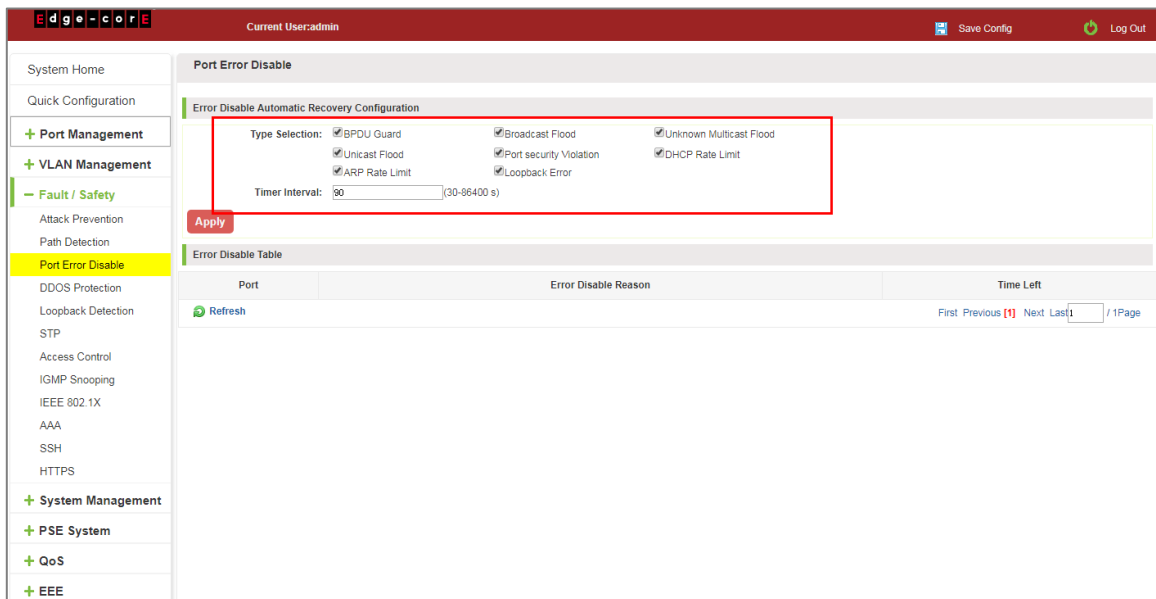 Edge-corE
Current User:admin
Save Config
Log Out
System Home
Quick Configuration
+ Port Management
+ VLAN Management
− Fault / Safety
Attack Prevention
Path Detection
Port Error Disable
DDOS Protection
Loopback Detection
STP
Access Control
IGMP Snooping
IEEE 802.1X
AAA
SSH
HTTPS
+ System Management
+ PSE System
+ QoS
+ EEE
Port Error Disable
Error Disable Automatic Recovery Configuration
Type Selection: BPDU Guard Broadcast Flood Unknown Multicast Flood
Unicast Flood Port security Violation DHCP Rate Limit
ARP Rate Limit Loopback Error
Timer Interval: 90 (30-86400 s)
Apply
Error Disable Table
Port Error Disable Reason Time Left
Refresh First Previous [1] Next Last 1 / 1Page